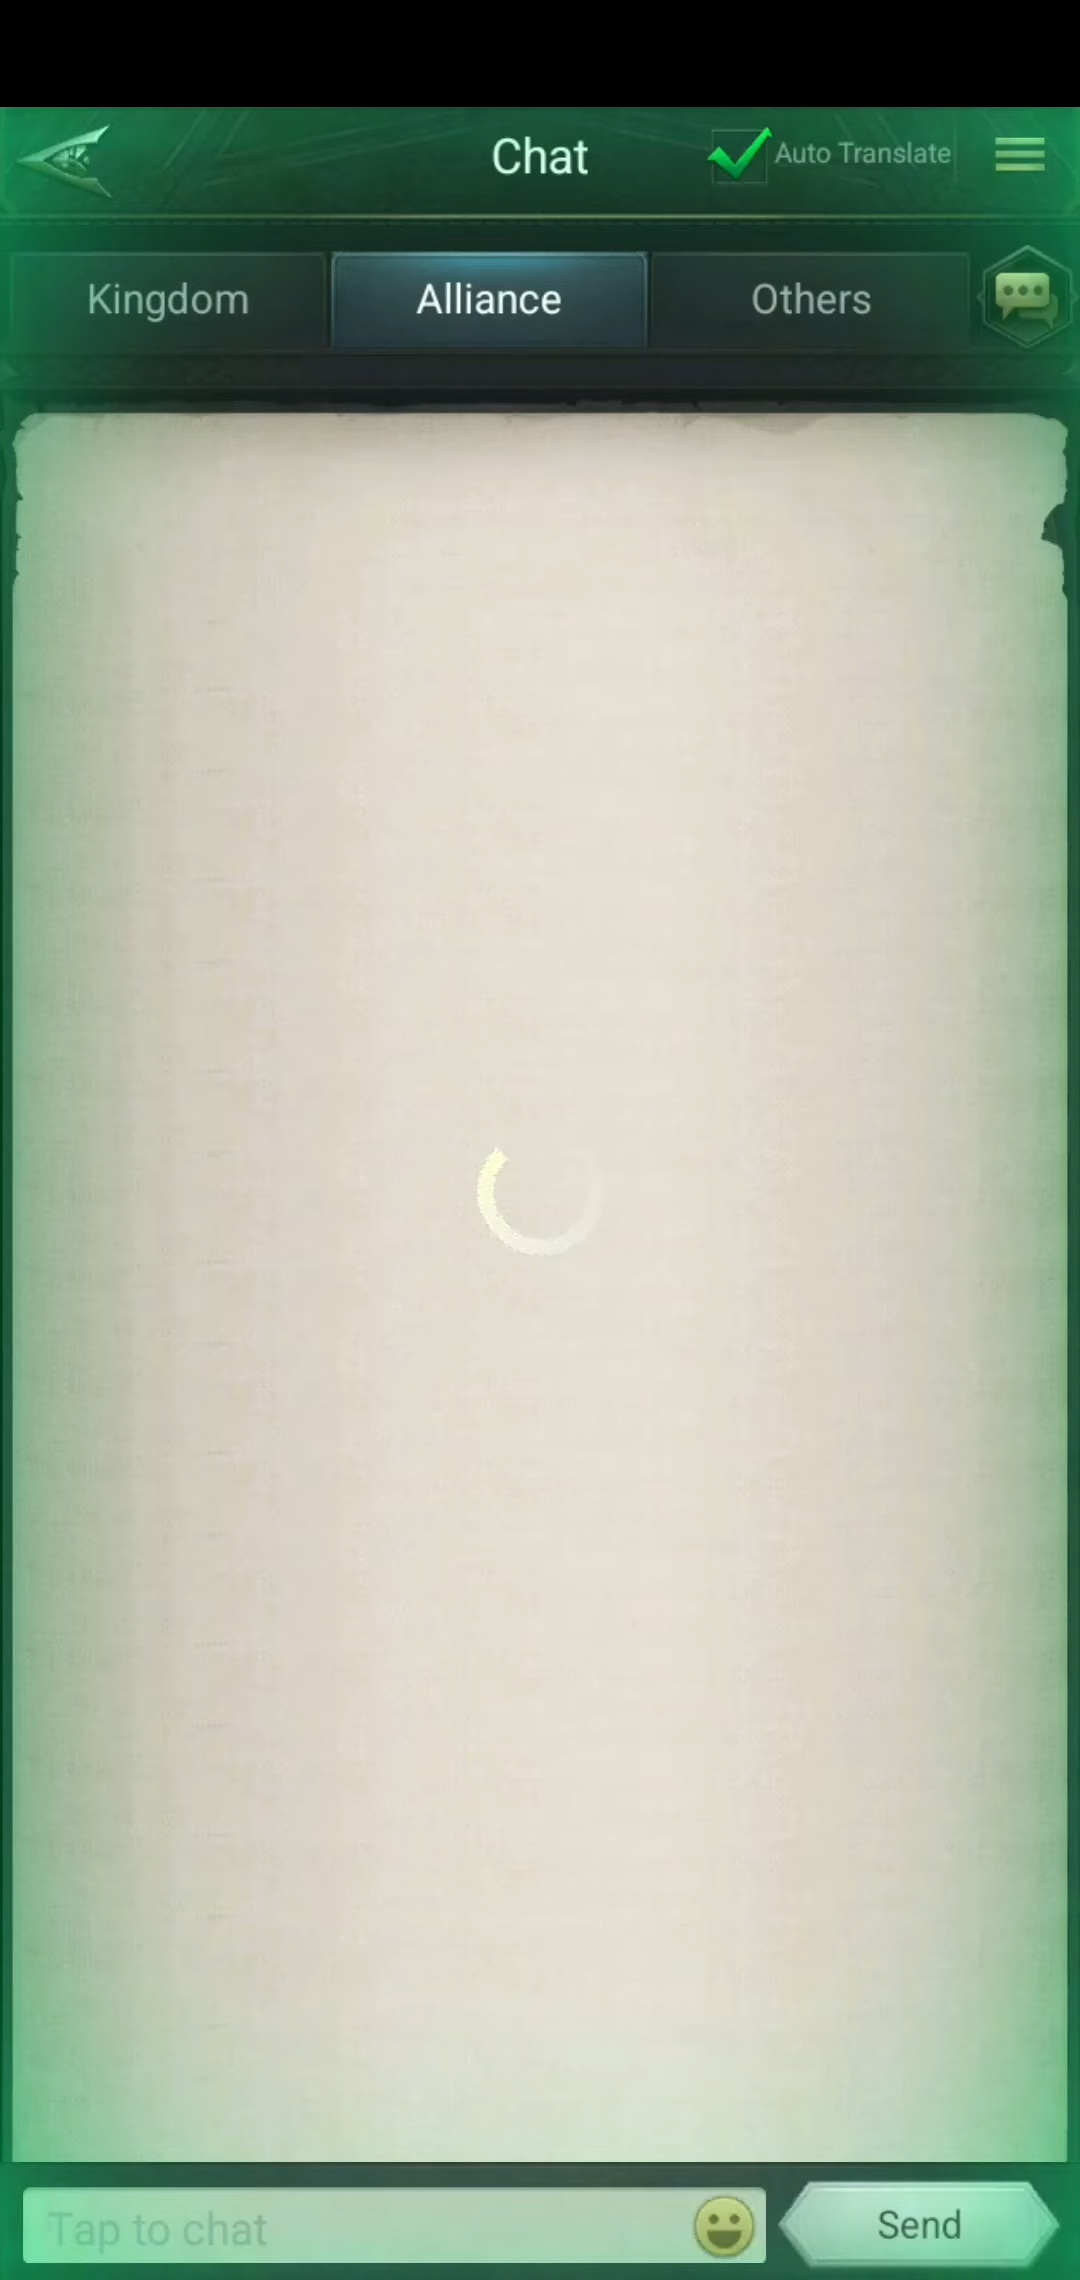 Chat
Auto Translate
Kingdom
Alliance
Others
Tap to chat
Send